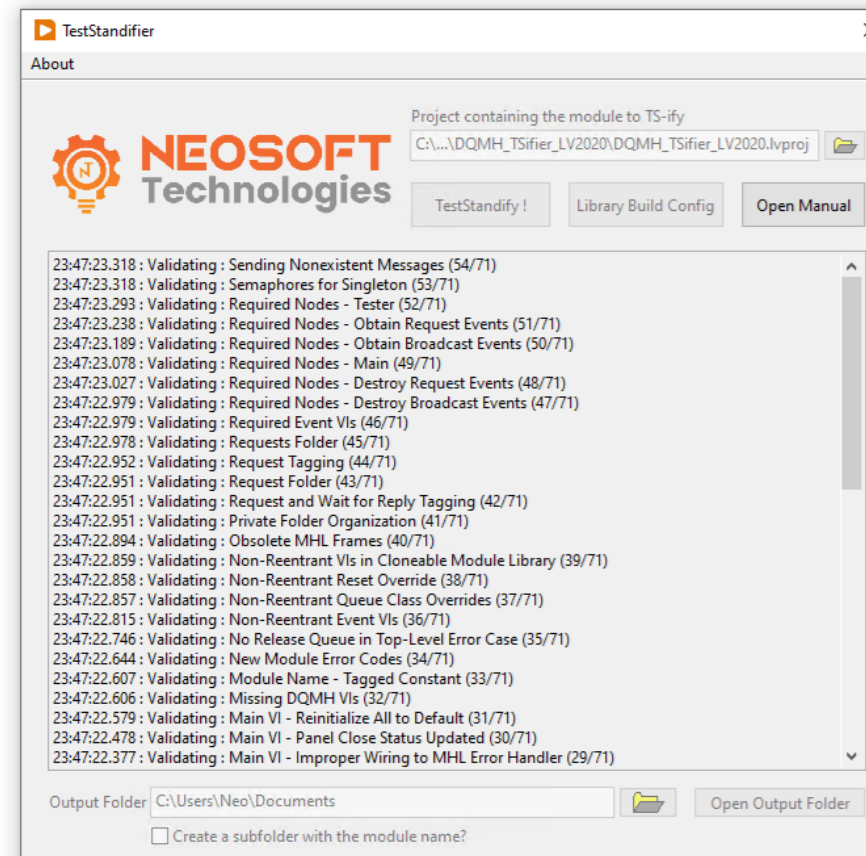 TestStandifier
About
Project containing the module to TS-ify
C:\...\DQMH_TSifier_LV2020\DQMH_TSifier_LV2020.lvproj
NEOSOFT
Technologies
NT
TestStandify !
Library Build Config
Open Manual
23:47:23.318 : Validating : Sending Nonexistent Messages (54/71)
23:47:23.318 : Validating : Semaphores for Singleton (53/71)
23:47:23.293 : Validating : Required Nodes - Tester (52/71)
23:47:23.238 : Validating : Required Nodes - Obtain Request Events (51/71)
23:47:23.189 : Validating : Required Nodes - Obtain Broadcast Events (50/71)
23:47:23.078 : Validating : Required Nodes - Main (49/71)
23:47:23.027 : Validating : Required Nodes - Destroy Request Events (48/71)
23:47:22.979 : Validating : Required Nodes - Destroy Broadcast Events (47/71)
23:47:22.979 : Validating : Required Event VIs (46/71)
23:47:22.978 : Validating : Requests Folder (45/71)
23:47:22.952 : Validating : Request Tagging (44/71)
23:47:22.951 : Validating : Request Folder (43/71)
23:47:22.951 : Validating : Request and Wait for Reply Tagging (42/71)
23:47:22.951 : Validating : Private Folder Organization (41/71)
23:47:22.894 : Validating : Obsolete MHL Frames (40/71)
23:47:22.859 : Validating : Non-Reentrant VIs in Cloneable Module Library (39/71)
23:47:22.858 : Validating : Non-Reentrant Reset Override (38/71)
23:47:22.857 : Validating : Non-Reentrant Queue Class Overrides (37/71)
23:47:22.815 : Validating : Non-Reentrant Event VIs (36/71)
23:47:22.746 : Validating : No Release Queue in Top-Level Error Case (35/71)
23:47:22.644 : Validating : New Module Error Codes (34/71)
23:47:22.607 : Validating : Module Name - Tagged Constant (33/71)
23:47:22.606 : Validating : Missing DQMH VIs (32/71)
23:47:22.579 : Validating : Main VI - Reinitialize All to Default (31/71)
23:47:22.478 : Validating : Main VI - Panel Close Status Updated (30/71)
23:47:22.377 : Validating : Main VI - Improper Wiring to MHL Error Handler (29/71)
Output Folder
C:\Users\Neo\Documents
Open Output Folder
Create a subfolder with the module name?